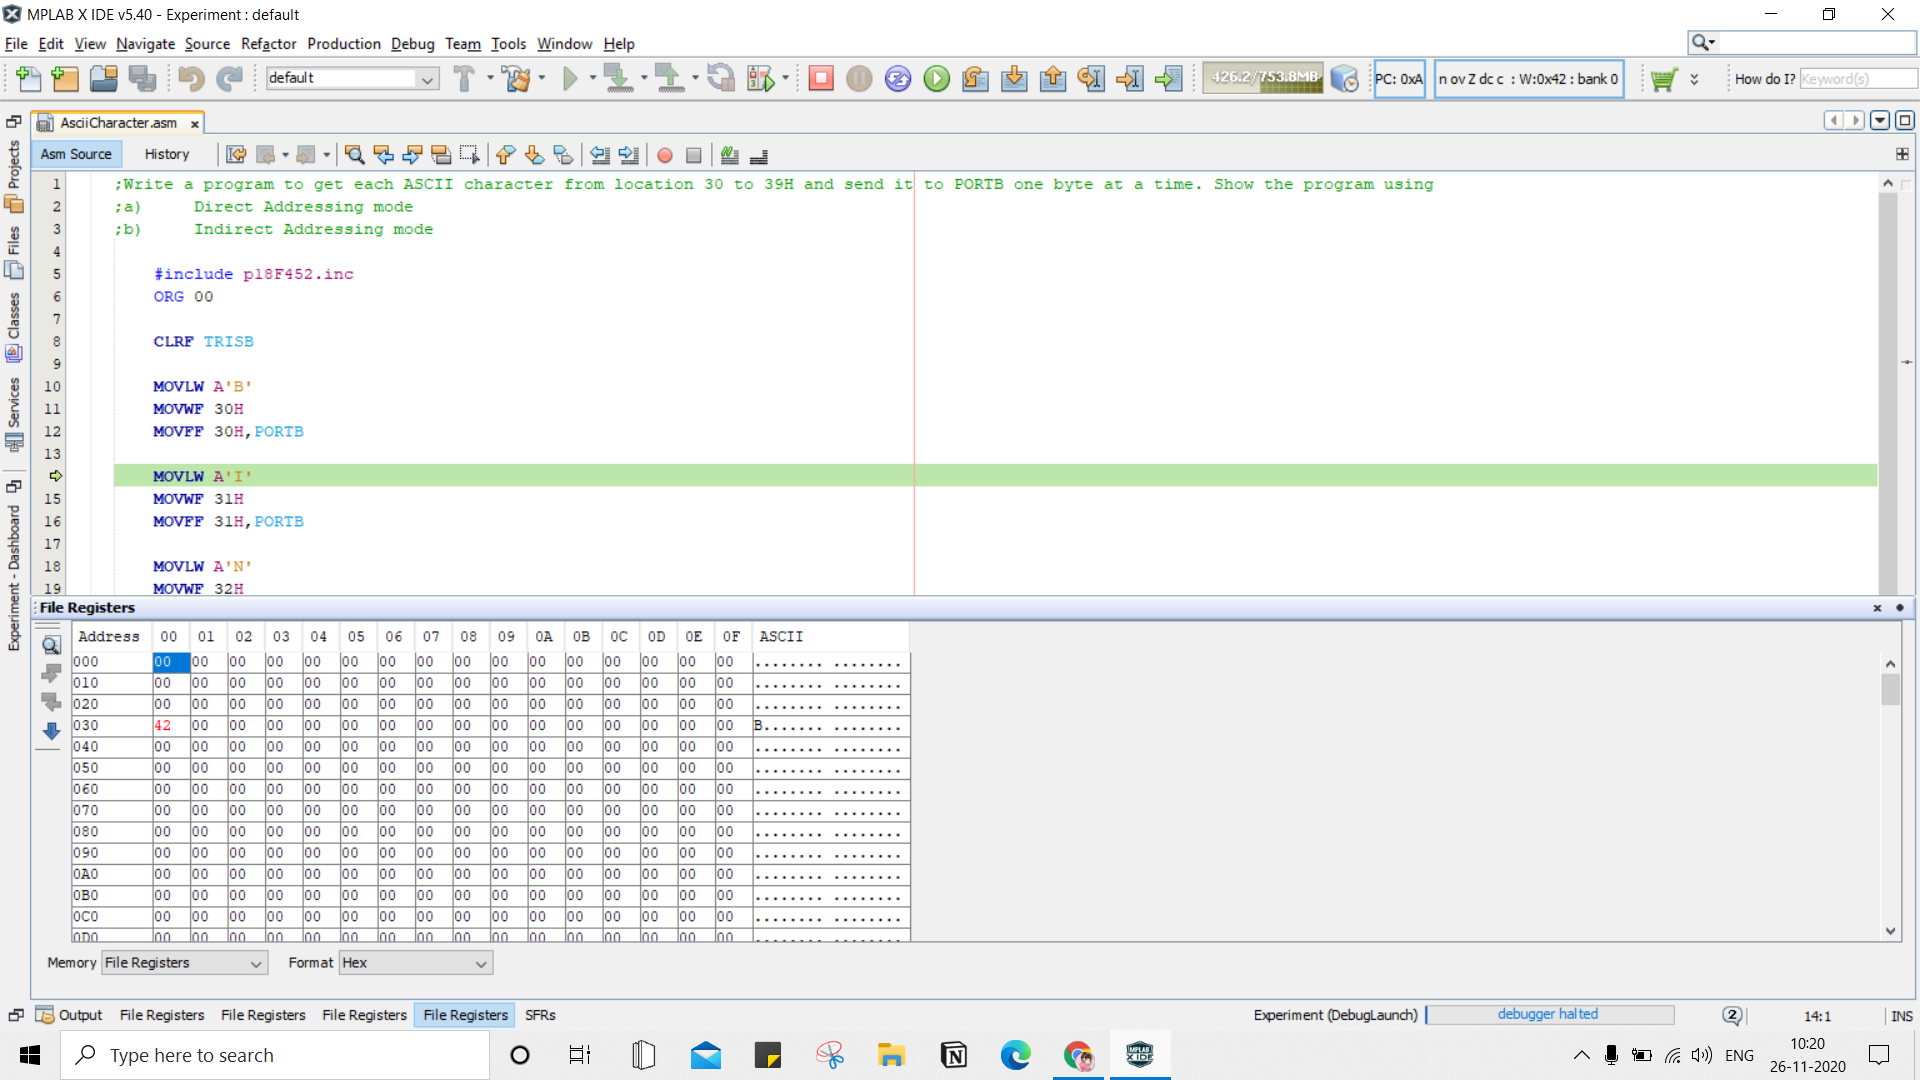 MPLAB X IDE v5.40 - Experiment : default
File Edit View Navigate Source Refactor Production Debug Team Tools Window Help
default
426.2/753.8MB
PC: 0xA
n ov Z dc c : W:0x42 : bank 0
How do I? Keyword(s)
AsciiCharacter.asm
Asm Source History
Projects
Files
Classes
Services
Experiment - Dashboard
1 ;Write a program to get each ASCII character from location 30 to 39H and send it to PORTB one byte at a time. Show the program using
2 ;a) Direct Addressing mode
3 ;b) Indirect Addressing mode
4
5 #include p18F452.inc
6 ORG 00
7
8 CLRF TRISB
9
10 MOVLW A'B'
11 MOVWF 30H
12 MOVFF 30H,PORTB
13
MOVLW A'I'
15 MOVWF 31H
16 MOVFF 31H,PORTB
17
18 MOVLW A'N'
19 MOVWF 32H
File Registers
Address 00 01 02 03 04 05 06 07 08 09 0A 0B 0C 0D 0E 0F ASCII
000 00 00 00 00 00 00 00 00 00 00 00 00 00 00 00 00 ........ ........
010 00 00 00 00 00 00 00 00 00 00 00 00 00 00 00 00 ........ ........
020 00 00 00 00 00 00 00 00 00 00 00 00 00 00 00 00 ........ ........
030 42 00 00 00 00 00 00 00 00 00 00 00 00 00 00 00 B....... ........
040 00 00 00 00 00 00 00 00 00 00 00 00 00 00 00 00 ........ ........
050 00 00 00 00 00 00 00 00 00 00 00 00 00 00 00 00 ........ ........
060 00 00 00 00 00 00 00 00 00 00 00 00 00 00 00 00 ........ ........
070 00 00 00 00 00 00 00 00 00 00 00 00 00 00 00 00 ........ ........
080 00 00 00 00 00 00 00 00 00 00 00 00 00 00 00 00 ........ ........
090 00 00 00 00 00 00 00 00 00 00 00 00 00 00 00 00 ........ ........
0A0 00 00 00 00 00 00 00 00 00 00 00 00 00 00 00 00 ........ ........
0B0 00 00 00 00 00 00 00 00 00 00 00 00 00 00 00 00 ........ ........
0C0 00 00 00 00 00 00 00 00 00 00 00 00 00 00 00 00 ........ ........
0D0 00 00 00 00 00 00 00 00 00 00 00 00 00 00 00 00 ........ ........
Memory File Registers Format Hex
Output File Registers File Registers File Registers File Registers SFRs
Experiment (DebugLaunch) debugger halted 2 14:1 INS
Type here to search
MPLAB X IDE
ENG
10:20
26-11-2020